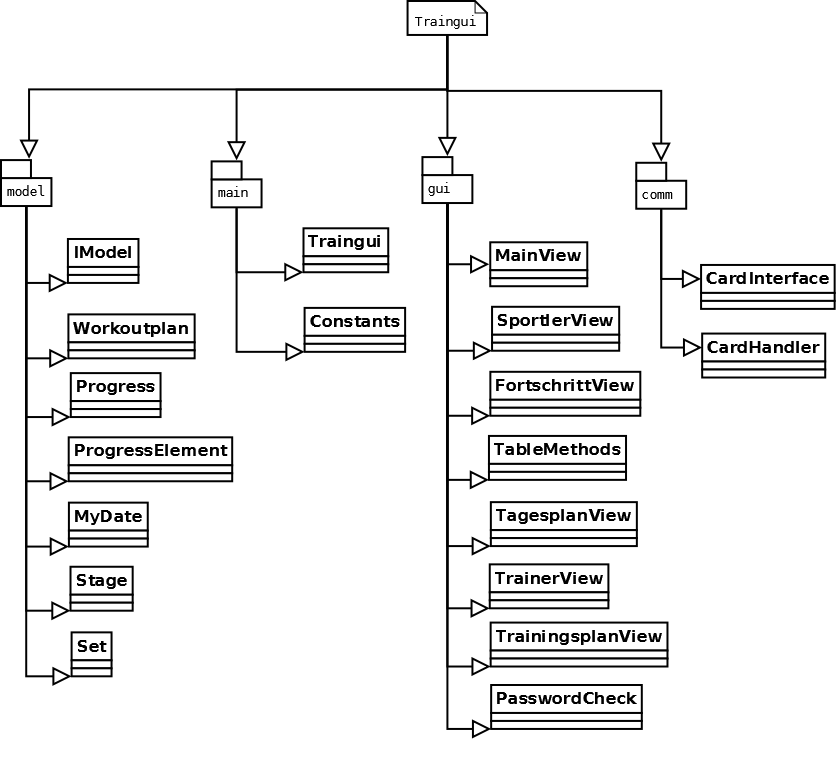 Traingui
model
main
gui
comm
IModel
Workoutplan
Progress
ProgressElement
MyDate
Stage
Set
Traingui
Constants
MainView
SportlerView
FortschrittView
TableMethods
TagesplanView
TrainerView
TrainingsplanView
PasswordCheck
CardInterface
CardHandler